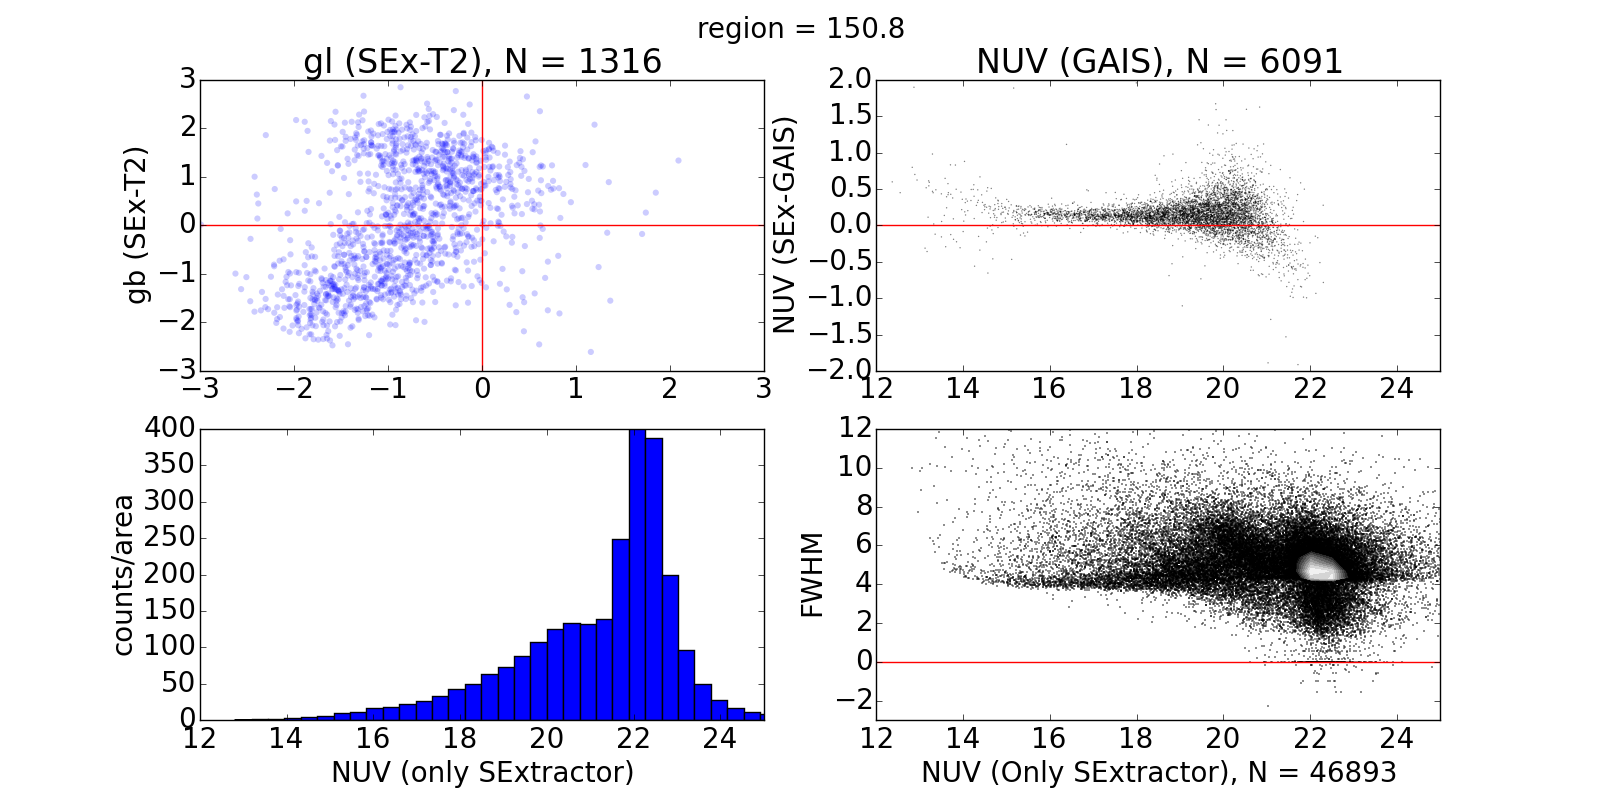 region = 150.8
gl (SEx-T2), N = 1316
3
2
1
0
−1
−2
−3
gb (SEx-T2)
−3 −2 −1 0 1 2 3
NUV (GAIS), N = 6091
2.0
1.5
1.0
0.5
0.0
−0.5
−1.0
−1.5
−2.0
NUV (SEx-GAIS)
12 14 16 18 20 22 24
400
350
300
250
200
150
100
50
0
counts/area
12 14 16 18 20 22 24
NUV (only SExtractor)
12
10
8
6
4
2
0
−2
FWHM
12 14 16 18 20 22 24
NUV (Only SExtractor), N = 46893